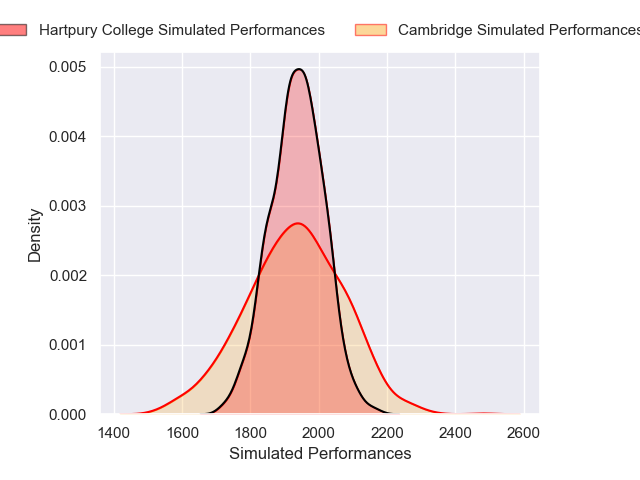 Hartpury College Simulated Performances
Cambridge Simulated Performances
0.005
0.004
0.003
0.002
0.001
0.000
Density
1400 1600 1800 2000 2200 2400 2600
Simulated Performances